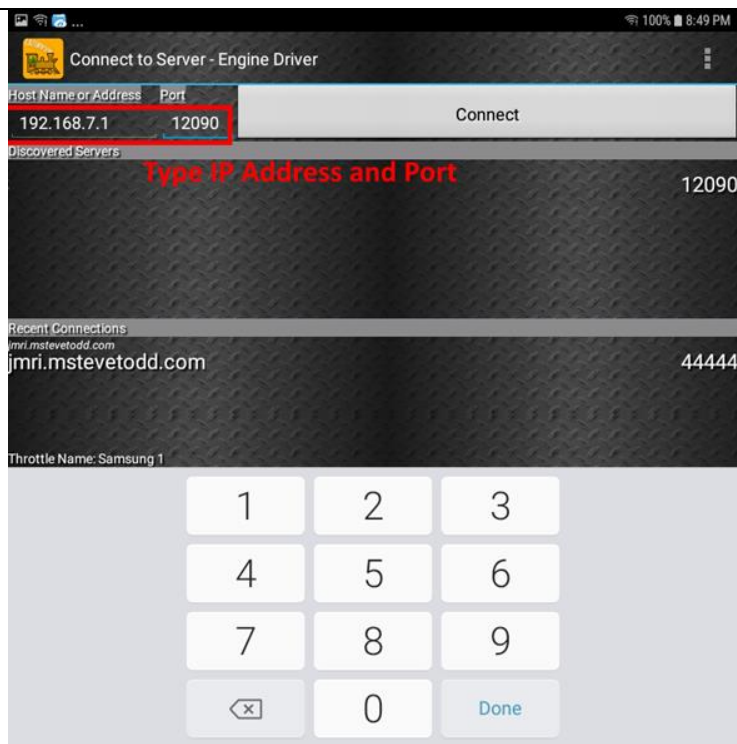 ... 100% 8:49 PM
Connect to Server - Engine Driver
Host Name or Address Port
192.168.7.1 12090 Connect
Discovered Servers
Type IP Address and Port
12090
Recent Connections
jmri.mstevetodd.com
jmri.mstevetodd.com 44444
Throttle Name: Samsung 1
1 2 3
4 5 6
7 8 9
0 Done